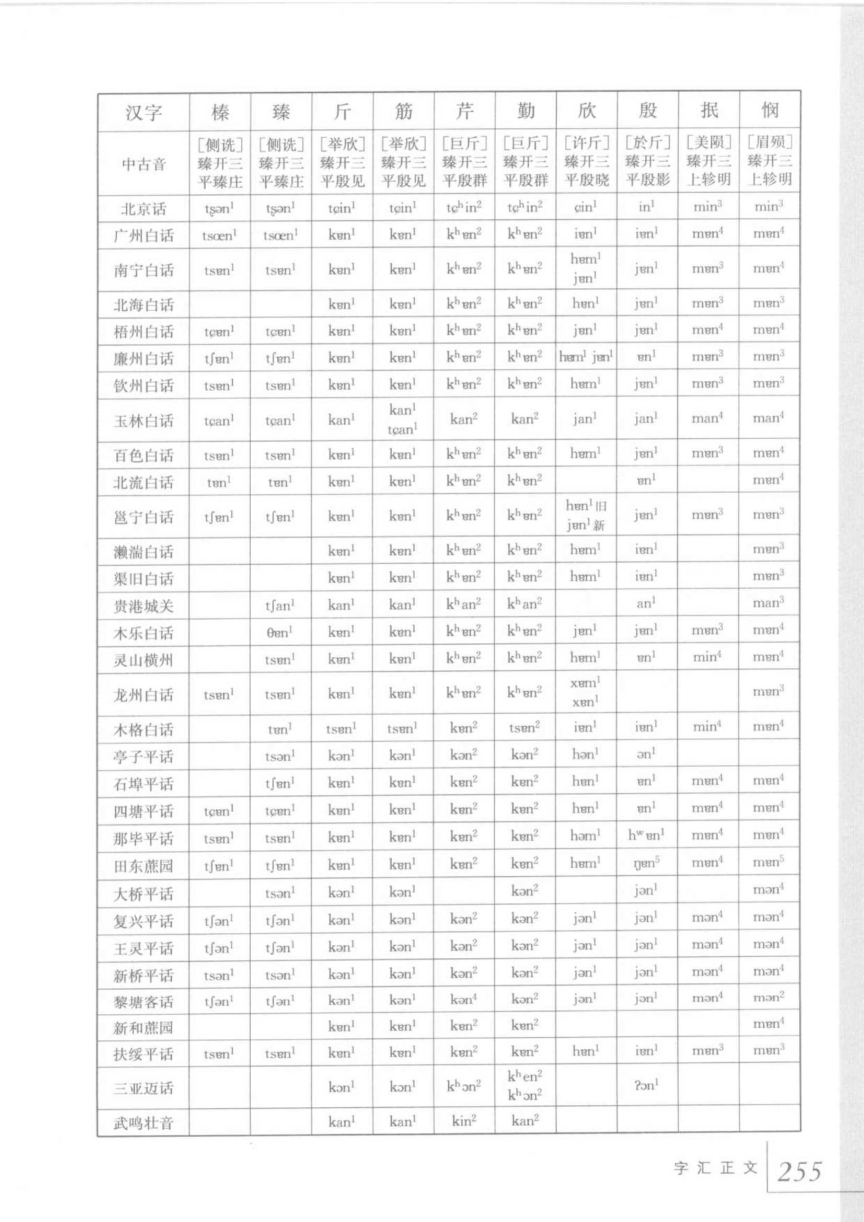 汉字 榛 臻 斤 筋 芹 勤 欣 殷 抿 悯
中古音 [侧诜]臻开三平臻庄 [侧诜]臻开三平臻庄 [举欣]臻开三平殷见 [举欣]臻开三平殷见 [巨斤]臻开三平殷群 [巨斤]臻开三平殷群 [许斤]臻开三平殷晓 [於斤]臻开三平殷影 [美陨]臻开三上轸明 [眉殒]臻开三上轸明
北京话 tʂən¹ tʂən¹ tɕin¹ tɕin¹ tɕʰin² tɕʰin² ɕin¹ in¹ min³ min³
广州白话 tsœn¹ tsœn¹ kɐn¹ kɐn¹ kʰɐn² kʰɐn² iɐn¹ iɐn¹ mɐn⁴ mɐn⁴
南宁白话 tsɐn¹ tsɐn¹ kɐn¹ kɐn¹ kʰɐn² kʰɐn² hɐm¹ jɐn¹ jɐn¹ mɐn³ mɐn⁴
北海白话 kɐn¹ kɐn¹ kʰɐn² kʰɐn² hɐn¹ jɐn¹ mɐn³ mɐn³
梧州白话 tɕɐn¹ tɕɐn¹ kɐn¹ kɐn¹ kʰɐn² kʰɐn² jɐn¹ jɐn¹ mɐn⁴ mɐn⁴
廉州白话 tʃɐn¹ tʃɐn¹ kɐn¹ kɐn¹ kʰɐn² kʰɐn² hɐm¹ jɐn¹ ɐn¹ mɐn³ mɐn³
钦州白话 tsɐn¹ tsɐn¹ kɐn¹ kɐn¹ kʰɐn² kʰɐn² hɐm¹ jɐn¹ mɐn³ mɐn³
玉林白话 tɕan¹ tɕan¹ kan¹ kan¹ tɕan¹ kan² kan² jan¹ jan¹ man⁴ man⁴
百色白话 tsɐn¹ tsɐn¹ kɐn¹ kɐn¹ kʰɐn² kʰɐn² hɐm¹ jɐn¹ mɐn³ mɐn⁴
北流白话 tɐn¹ tɐn¹ kɐn¹ kɐn¹ kʰɐn² kʰɐn² ɐn¹ mɐn⁴
邕宁白话 tʃɐn¹ tʃɐn¹ kɐn¹ kɐn¹ kʰɐn² kʰɐn² hɐn¹旧 jɐn¹新 jɐn¹ mɐn³ mɐn³
濑湍白话 kɐn¹ kɐn¹ kʰɐn² kʰɐn² hɐm¹ iɐn¹ mɐn³
渠旧白话 kɐn¹ kɐn¹ kʰɐn² kʰɐn² hɐm¹ iɐn¹ mɐn³
贵港城关 tʃan¹ kan¹ kan¹ kʰan² kʰan² an¹ man³
木乐白话 θɐn¹ kɐn¹ kɐn¹ kʰɐn² kʰɐn² jɐn¹ jɐn¹ mɐn³ mɐn⁴
灵山横州 tsɐn¹ kɐn¹ kɐn¹ kʰɐn² kʰɐn² hɐm¹ ɐn¹ min⁴ mɐn⁴
龙州白话 tsɐn¹ tsɐn¹ kɐn¹ kɐn¹ kʰɐn² kʰɐn² xɐm¹ xɐn¹ mɐn³
木格白话 tɐn¹ tsɐn¹ tsɐn¹ kɐn² tsɐn² iɐn¹ iɐn¹ min⁴ mɐn⁴
亭子平话 tsən¹ kən¹ kən¹ kən² kən² hən¹ ən¹
石埠平话 tʃɐn¹ kɐn¹ kɐn¹ kɐn² kɐn² hɐn¹ ɐn¹ mɐn⁴ mɐn⁴
四塘平话 tɕɐn¹ tɕɐn¹ kɐn¹ kɐn¹ kɐn² kɐn² hɐn¹ ɐn¹ mɐn⁴ mɐn⁴
那毕平话 tsɐn¹ tsɐn¹ kɐn¹ kɐn¹ kɐn² kɐn² həm¹ hʷɐn¹ mɐn⁴ mɐn⁴
田东蔗园 tʃɐn¹ tʃɐn¹ kɐn¹ kɐn¹ kɐn² kɐn² hɐm¹ ŋɐn⁵ mɐn⁴ mɐn⁵
大桥平话 tsən¹ kən¹ kən¹ kən² jən¹ mən⁴
复兴平话 tʃən¹ tʃən¹ kən¹ kən¹ kən² kən² jən¹ jən¹ mən⁴ mən⁴
王灵平话 tʃən¹ tʃən¹ kən¹ kən¹ kən² kən² jən¹ jən¹ mən⁴ mən⁴
新桥平话 tsən¹ tsən¹ kən¹ kən¹ kən² kən² jən¹ jən¹ mən⁴ mən⁴
黎塘客话 tʃən¹ tʃən¹ kən¹ kən¹ kən⁴ kən² jən¹ jən¹ mən⁴ mən²
新和蔗园 kɐn¹ kɐn¹ kɐn² kɐn² mɐn⁴
扶绥平话 tsɐn¹ tsɐn¹ kɐn¹ kɐn¹ kɐn² kɐn² hɐn¹ iɐn¹ mɐn³ mɐn³
三亚迈话 kɔn¹ kɔn¹ kʰɔn² kʰen² kʰɔn² ʔɔn¹
武鸣壮音 kan¹ kan¹ kin² kan²
字汇正文 255